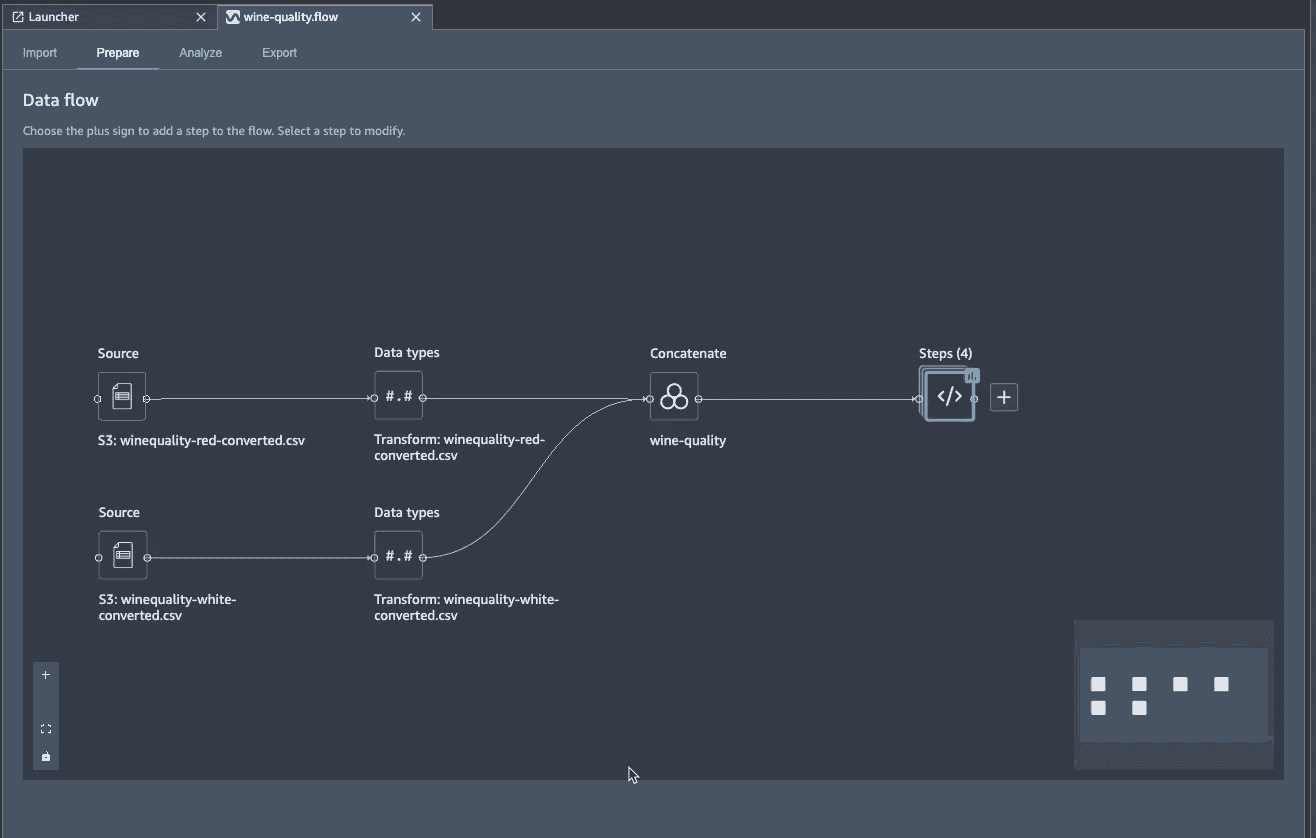 Launcher
wine-quality.flow
Import
Prepare
Analyze
Export
Data flow
Choose the plus sign to add a step to the flow. Select a step to modify.
Source
Data types
Concatenate
Steps (4)
#.#
</>
S3: winequality-red-converted.csv
Transform: winequality-red-
converted.csv
wine-quality
Source
Data types
#.#
S3: winequality-white-
converted.csv
Transform: winequality-white-
converted.csv